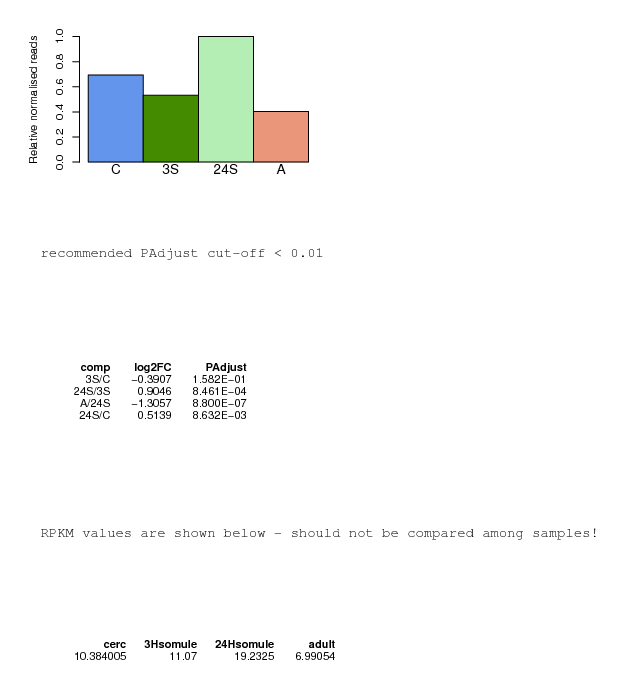 Relative normalised reads
1.0
0.8
0.6
0.4
0.2
0.0
C 3S 24S A
recommended PAdjust cut-off < 0.01
comp log2FC PAdjust
3S/C −0.3907 1.582E−01
24S/3S 0.9046 8.461E−04
A/24S −1.3057 8.800E−07
24S/C 0.5139 8.632E−03
RPKM values are shown below - should not be compared among samples!
cerc 3Hsomule 24Hsomule adult
10.384005 11.07 19.2325 6.99054